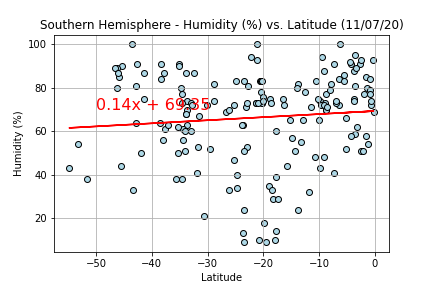 Southern Hemisphere - Humidity (%) vs. Latitude (11/07/20)
100
80
60
40
20
Humidity (%)
0.14x + 69.35
−50
−40
−30
−20
−10
0
Latitude